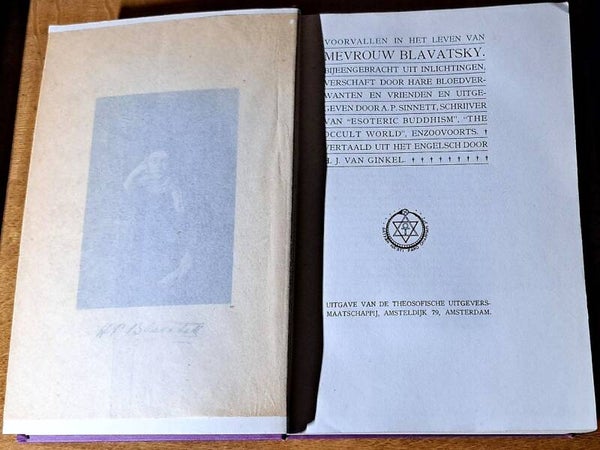 H P Blavatsky
VOORVALLEN IN HET LEVEN VAN
MEVROUW BLAVATSKY.
BIJEENGEBRACHT UIT INLICHTINGEN,
VERSCHAFT DOOR HARE BLOEDVER-
WANTEN EN VRIENDEN EN UITGE-
GEVEN DOOR A. P. SINNETT, SCHRIJVER
VAN "ESOTERIC BUDDHISM", "THE
OCCULT WORLD", ENZOOVOORTS. †
VERTAALD UIT HET ENGELSCH DOOR
H. J. VAN GINKEL. † † † † † † † † †
UITGAVE VAN DE THEOSOFISCHE UITGEVERS-
MAATSCHAPPIJ, AMSTELDIJK 79, AMSTERDAM.